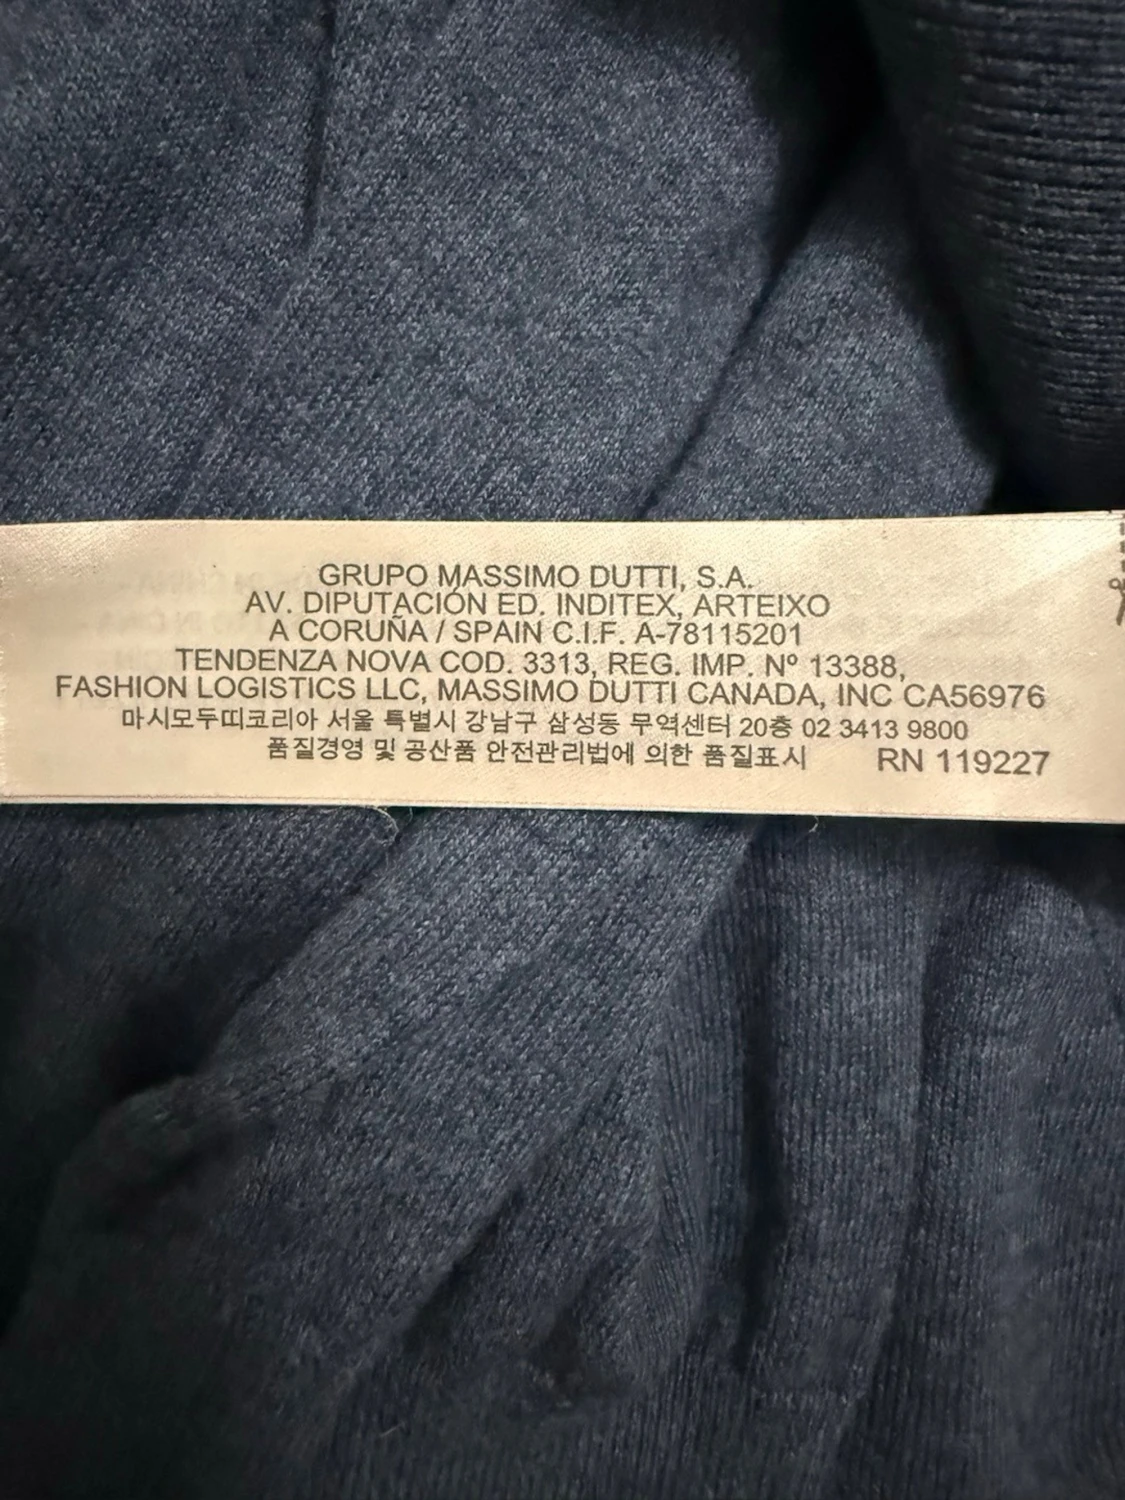 GRUPO MASSIMO DUTTI, S.A.
AV. DIPUTACIÓN ED. INDITEX, ARTEIXO
A CORUÑA / SPAIN C.I.F. A-78115201
TENDENZA NOVA COD. 3313, REG. IMP. Nº 13388,
FASHION LOGISTICS LLC, MASSIMO DUTTI CANADA, INC CA56976
마시모두띠코리아 서울 특별시 강남구 삼성동 무역센터 20층 02 3413 9800
품질경영 및 공산품 안전관리법에 의한 품질표시 RN 119227